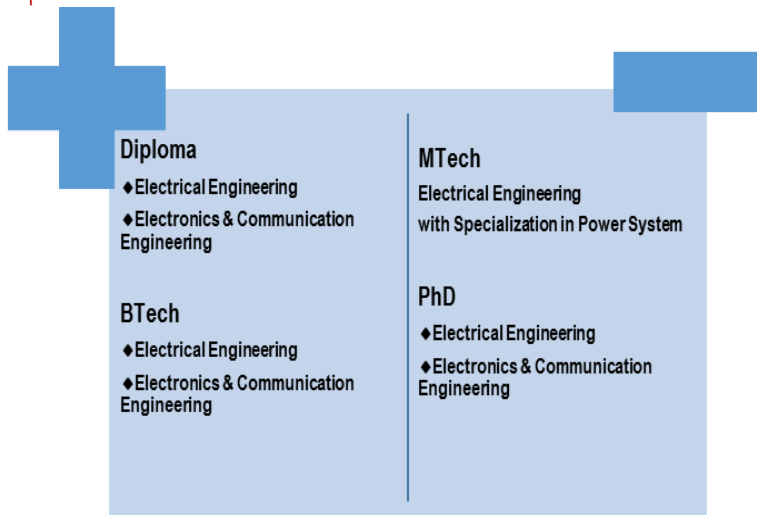 Diploma
♦Electrical Engineering
♦Electronics & Communication
Engineering
BTech
♦Electrical Engineering
♦Electronics & Communication
Engineering
MTech
Electrical Engineering
with Specialization in Power System
PhD
♦Electrical Engineering
♦Electronics & Communication
Engineering